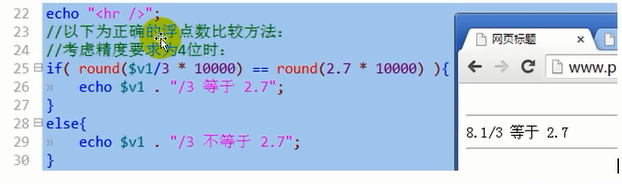 22 echo "<hr />";
23 //以下为正确的浮点数比较方法：
24 //考虑精度要求为4位时：
25 if( round($v1/3 * 10000) == round(2.7 * 10000) ){
26 echo $v1 . "/3 等于 2.7";
27 }
28 else{
29 echo $v1 . "/3 不等于 2.7";
30 }
网页标题
www.p
8.1/3 等于 2.7